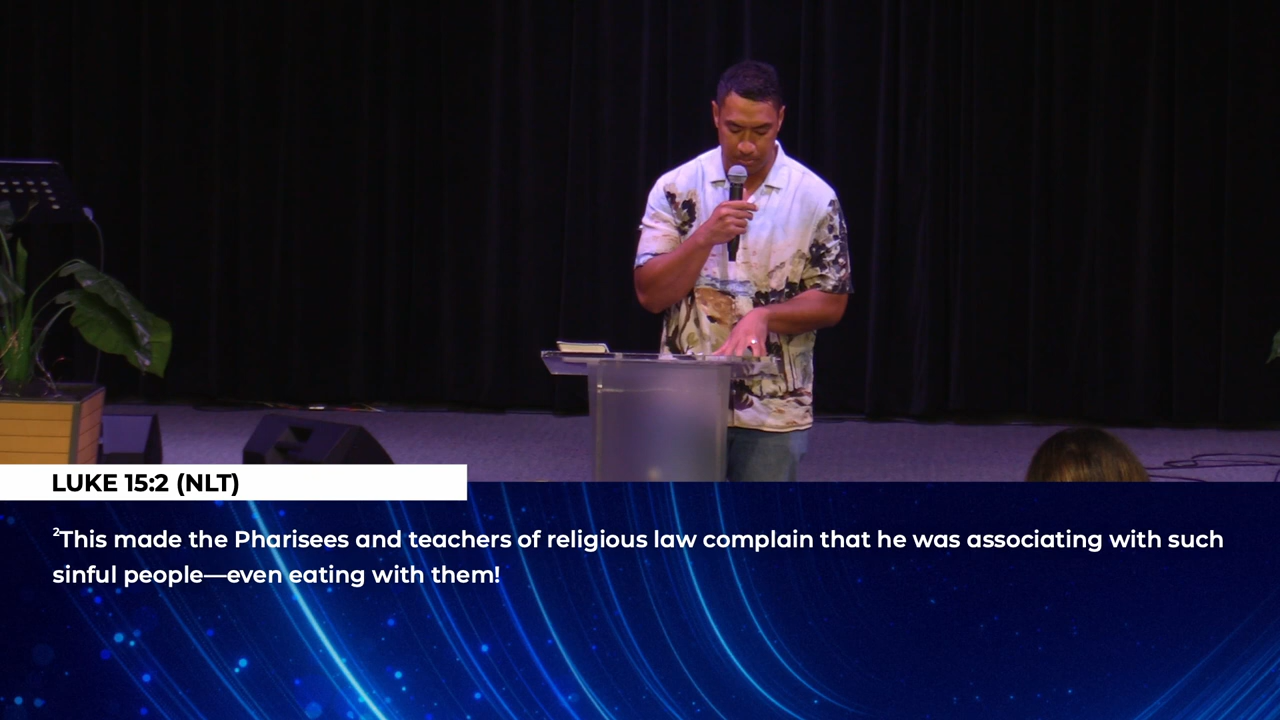 LUKE 15:2 (NLT)
²This made the Pharisees and teachers of religious law complain that he was associating with such
sinful people—even eating with them!